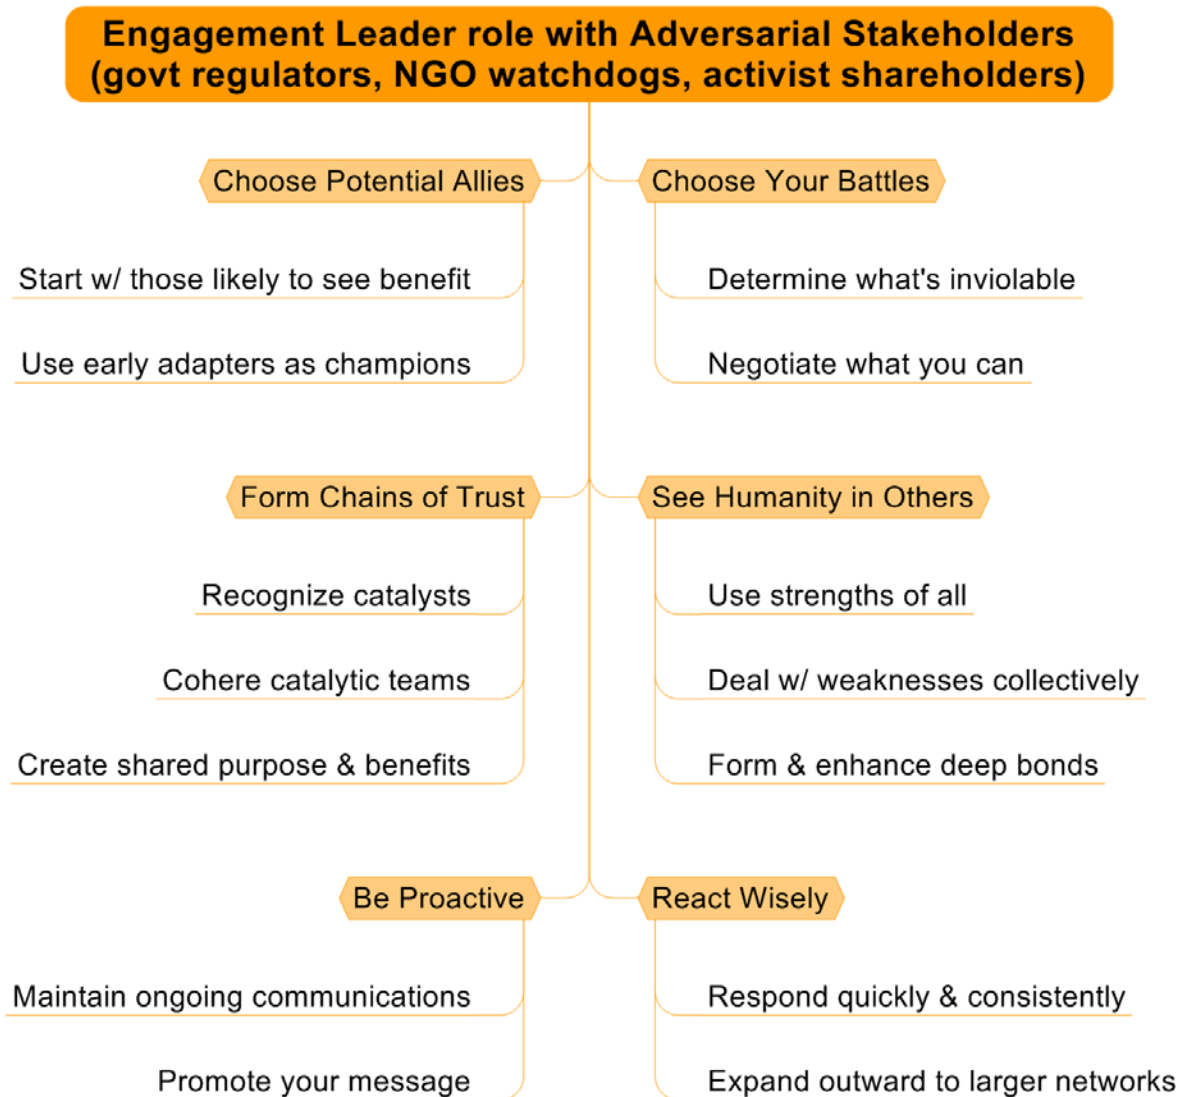 Engagement Leader role with Adversarial Stakeholders
(govt regulators, NGO watchdogs, activist shareholders)
Choose Potential Allies
Start w/ those likely to see benefit
Use early adapters as champions
Choose Your Battles
Determine what's inviolable
Negotiate what you can
Form Chains of Trust
Recognize catalysts
Cohere catalytic teams
Create shared purpose & benefits
See Humanity in Others
Use strengths of all
Deal w/ weaknesses collectively
Form & enhance deep bonds
Be Proactive
Maintain ongoing communications
Promote your message
React Wisely
Respond quickly & consistently
Expand outward to larger networks